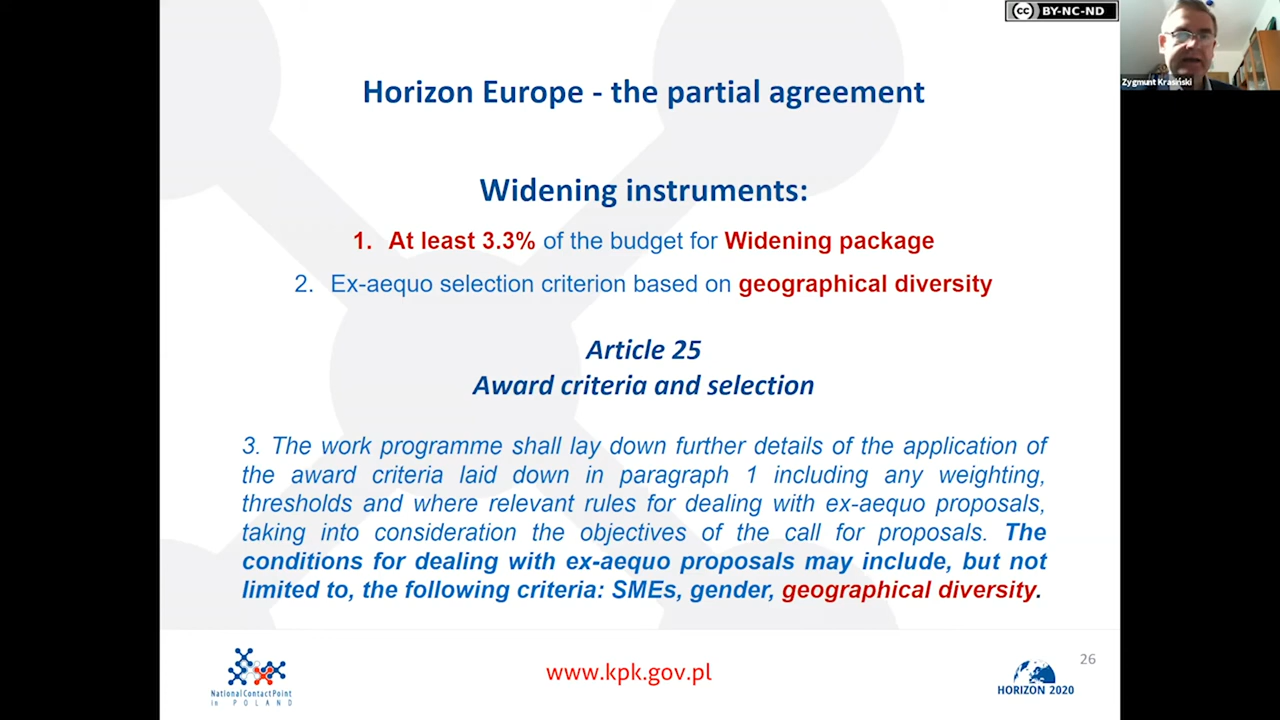 cc BY-NC-ND
Zygmunt Krasiński
Horizon Europe - the partial agreement
Widening instruments:
1. At least 3.3% of the budget for Widening package
2. Ex-aequo selection criterion based on geographical diversity
Article 25
Award criteria and selection
3. The work programme shall lay down further details of the application of
the award criteria laid down in paragraph 1 including any weighting,
thresholds and where relevant rules for dealing with ex-aequo proposals,
taking into consideration the objectives of the call for proposals. The
conditions for dealing with ex-aequo proposals may include, but not
limited to, the following criteria: SMEs, gender, geographical diversity.
National Contact Point
in POLAND
www.kpk.gov.pl
HORIZON 2020
26